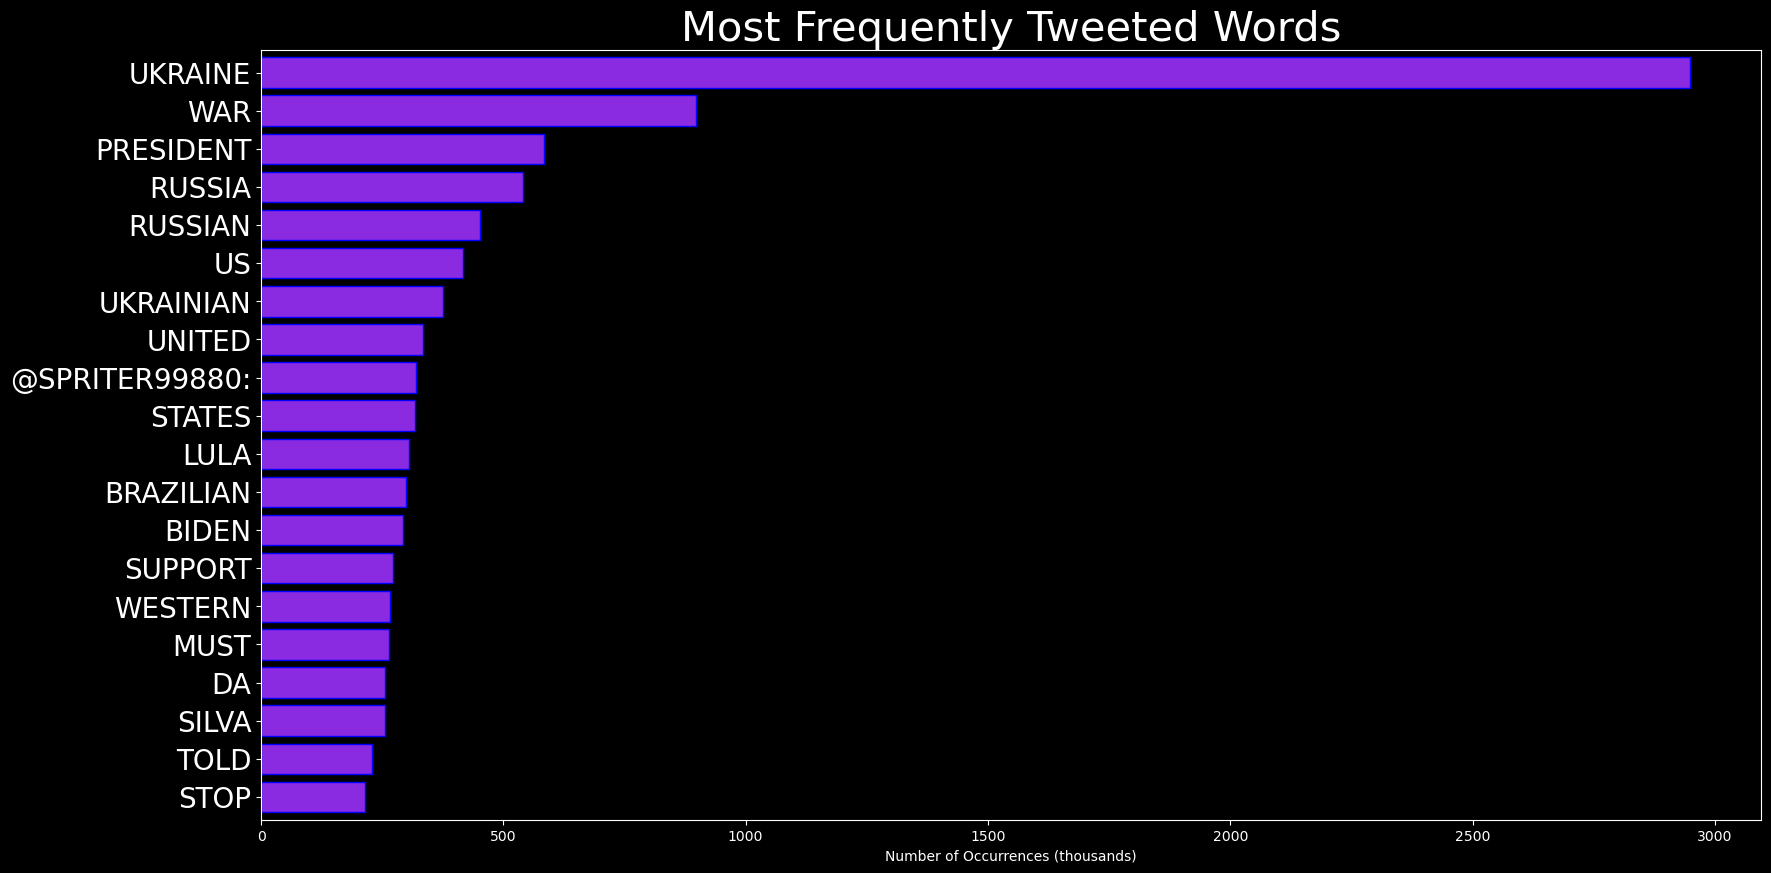 Most Frequently Tweeted Words
UKRAINE
WAR
PRESIDENT
RUSSIA
RUSSIAN
US
UKRAINIAN
UNITED
@SPRITER99880:
STATES
LULA
BRAZILIAN
BIDEN
SUPPORT
WESTERN
MUST
DA
SILVA
TOLD
STOP
0 500 1000 1500 2000 2500 3000
Number of Occurrences (thousands)